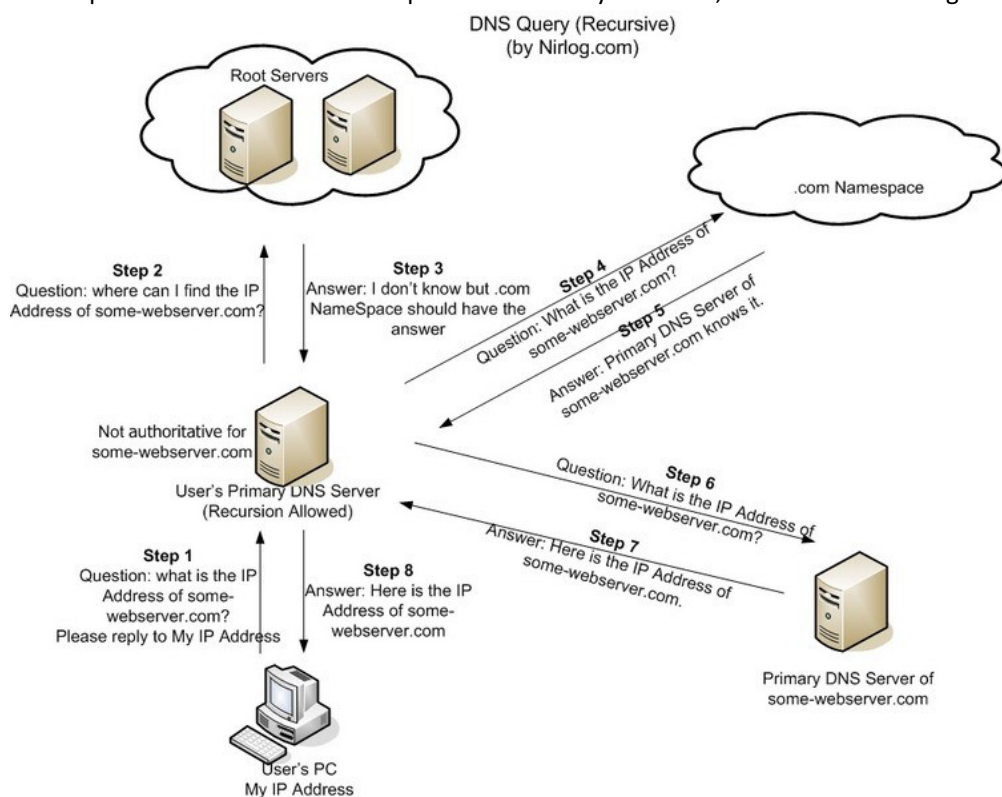 DNS Query (Recursive)
(by Nirlog.com)
Root Servers
.com Namespace
Step 2
Question: where can I find the IP
Address of some-webserver.com?
Step 3
Answer: I don't know but .com
NameSpace should have the
answer
Step 4
Question: What is the IP Address of
some-webserver.com?
Step 5
Answer: Primary DNS Server of
some-webserver.com knows it.
Not authoritative for
some-webserver.com
User's Primary DNS Server
(Recursion Allowed)
Step 6
Question: What is the IP Address of
some-webserver.com?
Step 7
Answer: Here is the IP Address of
some-webserver.com.
Step 1
Question: what is the IP
Address of some-
webserver.com?
Please reply to My IP Address
Step 8
Answer: Here is the IP
Address of some-
webserver.com
Primary DNS Server of
some-webserver.com
User's PC
My IP Address